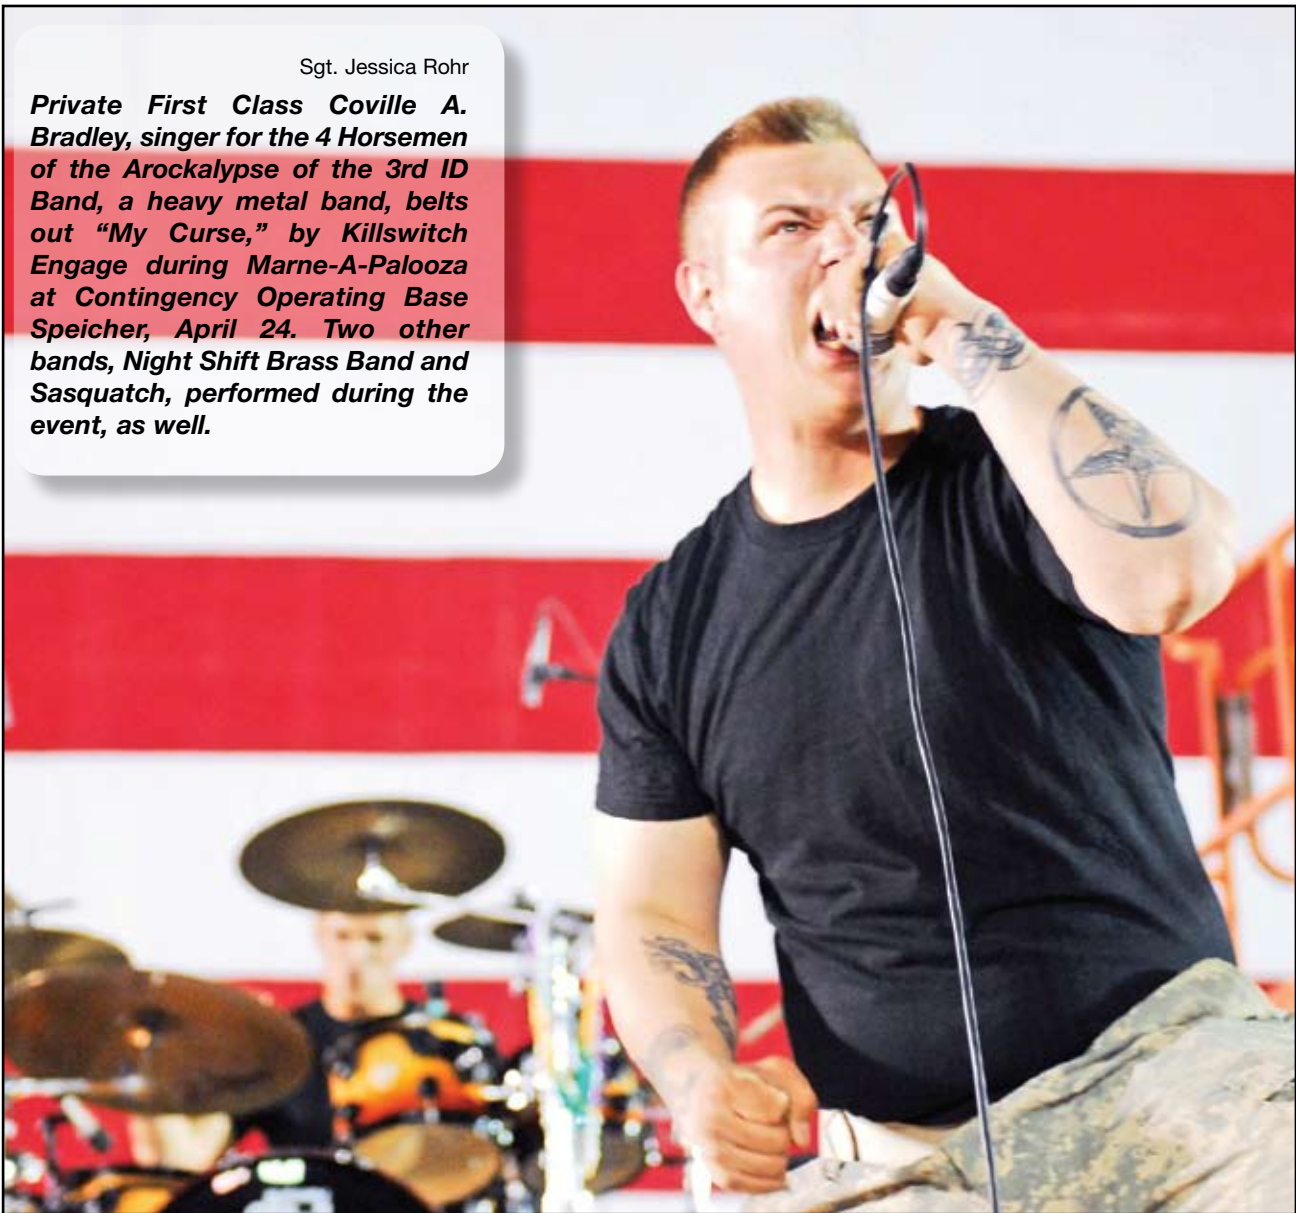 Sgt. Jessica Rohr
Private First Class Coville A.
Bradley, singer for the 4 Horsemen
of the Arockalypse of the 3rd ID
Band, a heavy metal band, belts
out “My Curse,” by Killswitch
Engage during Marne-A-Palooza
at Contingency Operating Base
Speicher, April 24. Two other
bands, Night Shift Brass Band and
Sasquatch, performed during the
event, as well.